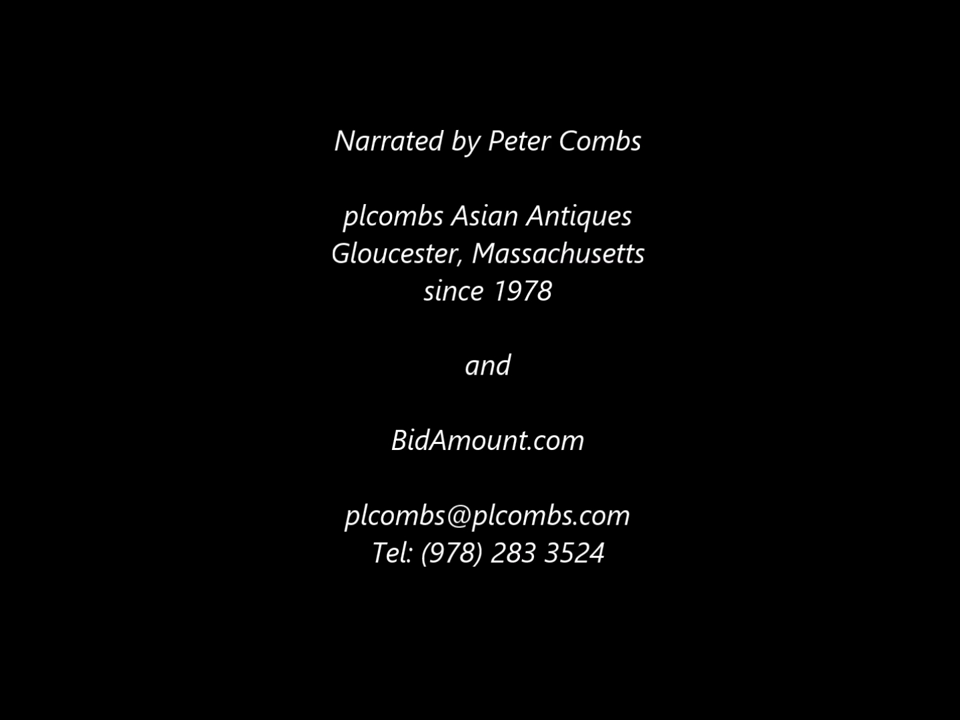 Narrated by Peter Combs
plcombs Asian Antiques
Gloucester, Massachusetts
since 1978
and
BidAmount.com
plcombs@plcombs.com
Tel: (978) 283 3524